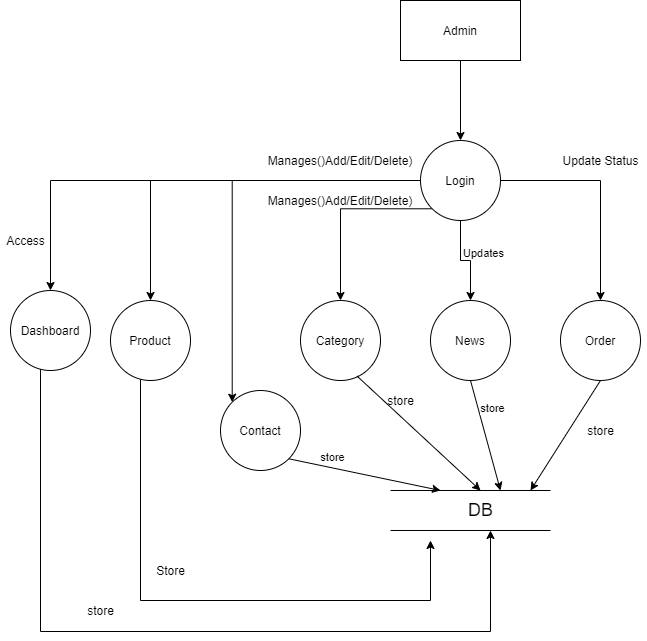 Admin
Manages()Add/Edit/Delete)
Update Status
Login
Manages()Add/Edit/Delete)
Access
Updates
Dashboard
Product
Category
News
Order
store
store
Contact
store
store
DB
Store
store